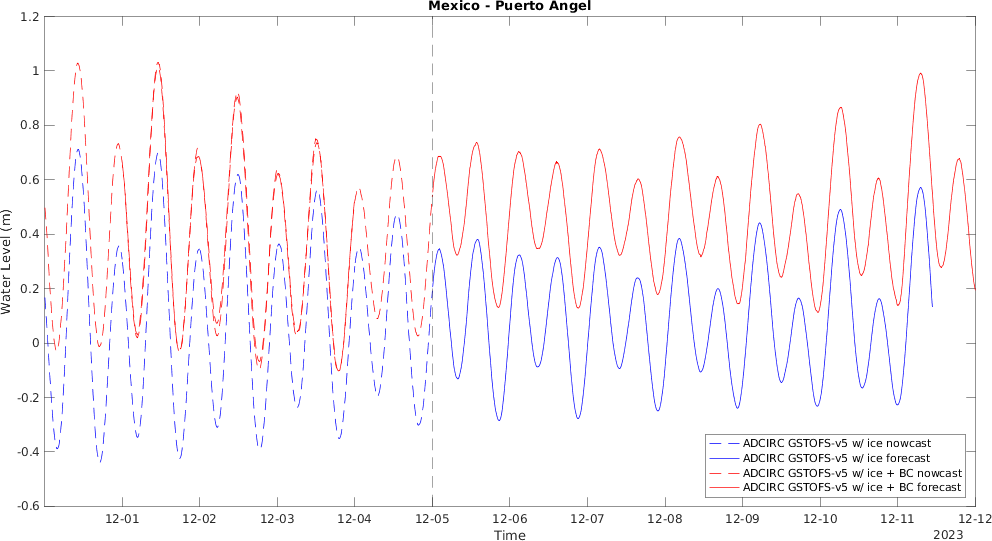 Mexico - Puerto Angel
1.2
1
0.8
0.6
0.4
0.2
0
-0.2
-0.4
-0.6
Water Level (m)
12-01 12-02 12-03 12-04 12-05 12-06 12-07 12-08 12-09 12-10 12-11 12-12
Time
2023
ADCIRC GSTOFS-v5 w/ ice nowcast
ADCIRC GSTOFS-v5 w/ ice forecast
ADCIRC GSTOFS-v5 w/ ice + BC nowcast
ADCIRC GSTOFS-v5 w/ ice + BC forecast